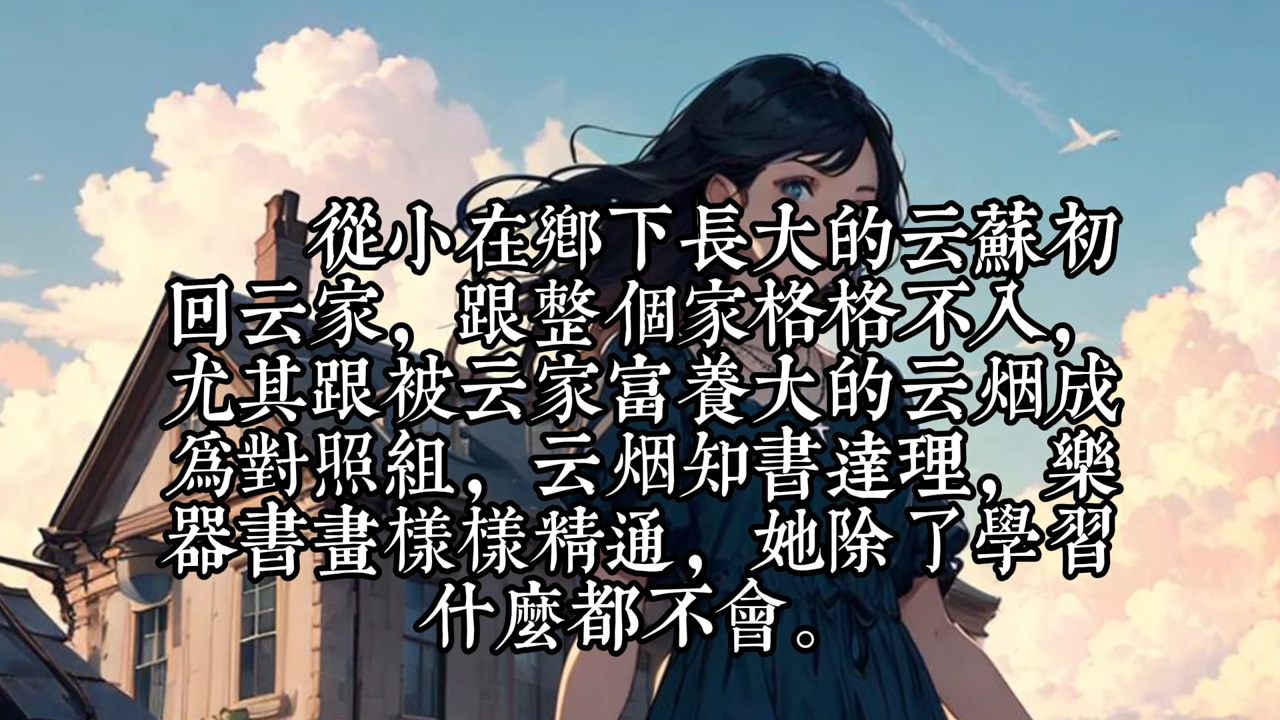 從小在鄉下長大的云蘇初
回云家，跟整個家格格不入，
尤其跟被云家富養大的云烟成
爲對照組，云烟知書達理，樂
器書畫樣樣精通，她除了學習
什麼都不會。